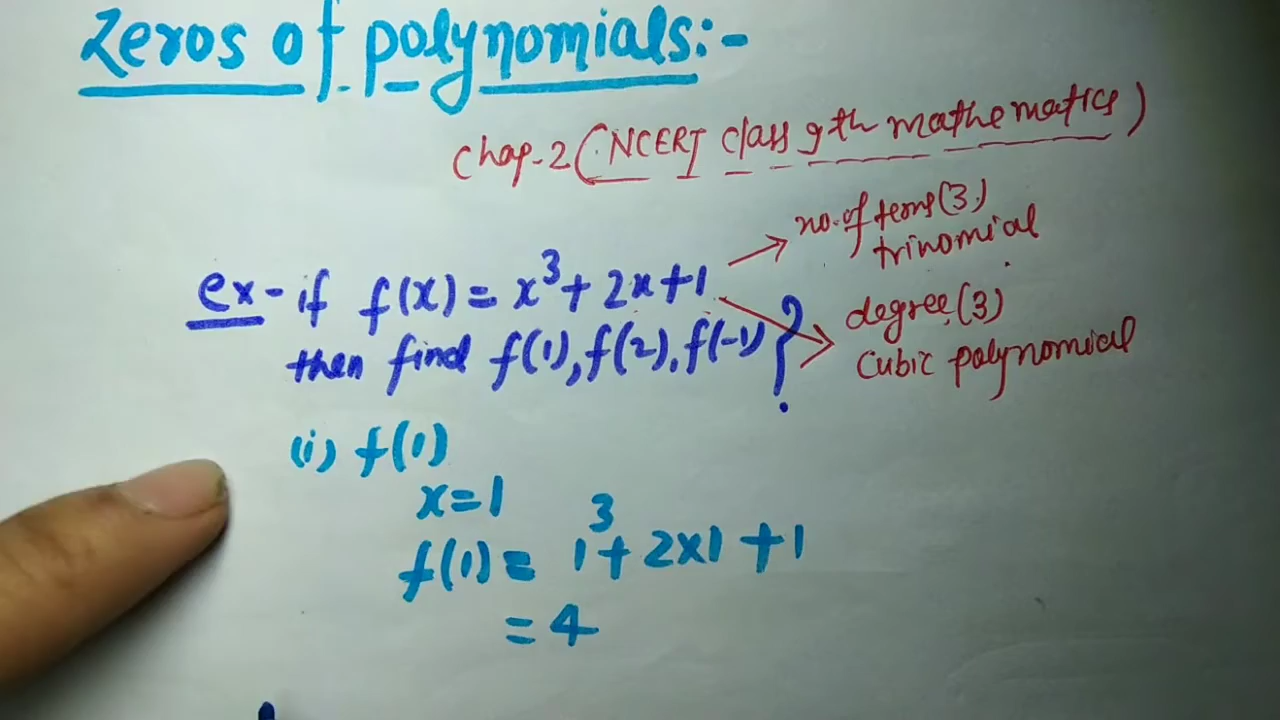 Zeros of polynomials:-
Chap-2 (NCERT class 9th mathematics)
no. of terms(3)
trinomial
ex- if f(x) = x³ + 2x + 1
degree(3)
then find f(1), f(2), f(-1) ?
Cubic polynomial
(i) f(1)
x = 1
f(1) = 1³ + 2x1 + 1
= 4